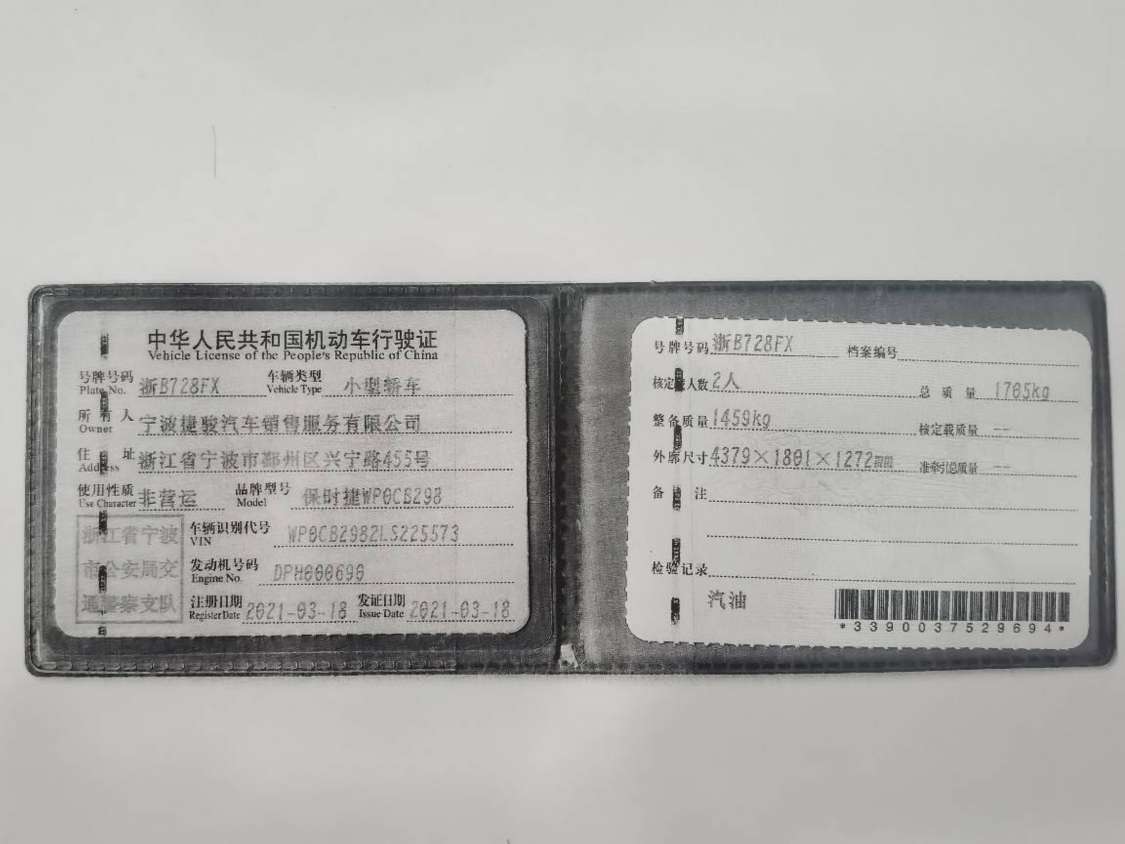 中华人民共和国机动车行驶证
Vehicle License of the People's Republic of China
号牌号码 浙B728FX 车辆类型 小型轿车
Plate No. Vehicle Type
所有人 宁波捷骏汽车销售服务有限公司
Owner
住址 浙江省宁波市鄞州区兴宁路455号
Address
使用性质 非营运 品牌型号 保时捷WP0CB298
Use Character Model
浙江省宁波
市公安局交
通警察支队
车辆识别代号 WP0CB2982LS225573
VIN
发动机号码 DPH000690
Engine No.
注册日期 2021-03-18 发证日期 2021-03-18
Register Date Issue Date
号牌号码 浙B728FX 档案编号
核定载人数 2人 总质量 1765kg
整备质量 1459kg 核定载质量 --
外廓尺寸 4379×1801×1272mm 准牵引总质量 --
备注
检验记录
汽油
*3390037529694*